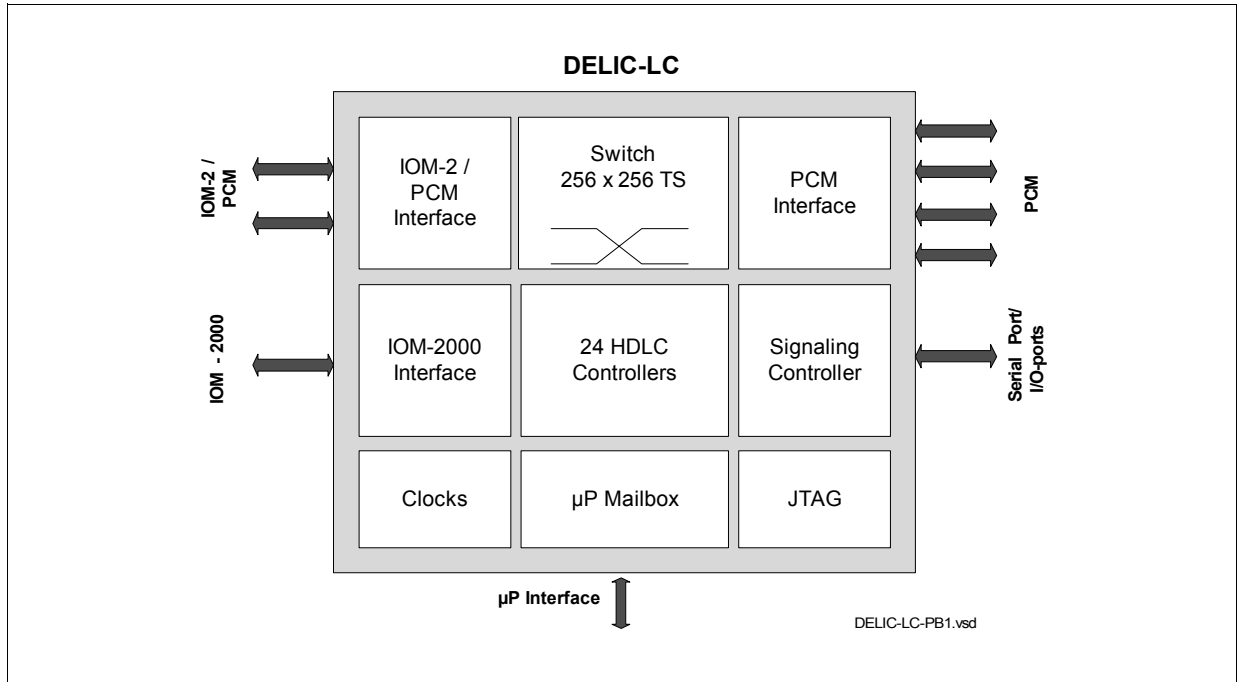 DELIC-LC
IOM-2 /
PCM
IOM-2 /
PCM
Interface
Switch
256 x 256 TS
PCM
Interface
PCM
IOM - 2000
IOM-2000
Interface
24 HDLC
Controllers
Signaling
Controller
Serial Port/
I/O-ports
Clocks
µP Mailbox
JTAG
µP Interface
DELIC-LC-PB1.vsd